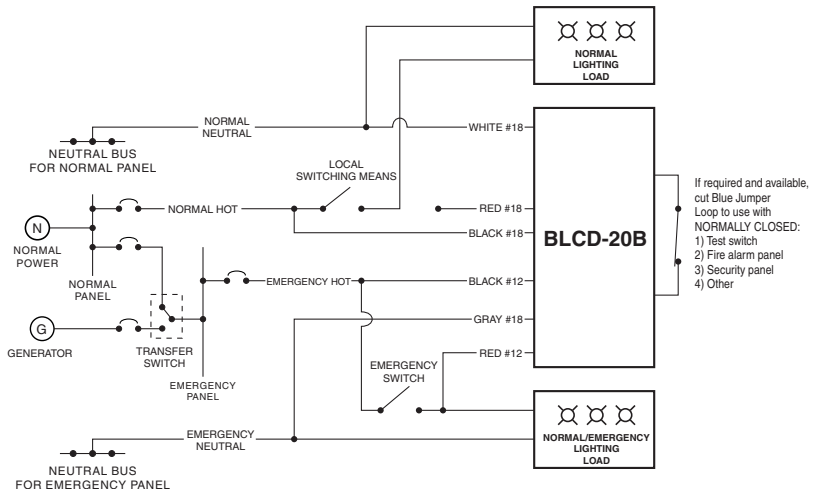 NORMAL
LIGHTING
LOAD
NORMAL
NEUTRAL
WHITE #18
NEUTRAL BUS
FOR NORMAL PANEL
LOCAL
SWITCHING MEANS
NORMAL HOT
RED #18
BLACK #18
BLCD-20B
If required and available,
cut Blue Jumper
Loop to use with
NORMALLY CLOSED:
1) Test switch
2) Fire alarm panel
3) Security panel
4) Other
N
NORMAL
POWER
NORMAL
PANEL
EMERGENCY HOT
BLACK #12
GRAY #18
G
GENERATOR
TRANSFER
SWITCH
RED #12
EMERGENCY
SWITCH
EMERGENCY
PANEL
EMERGENCY
NEUTRAL
NORMAL/EMERGENCY
LIGHTING
LOAD
NEUTRAL BUS
FOR EMERGENCY PANEL